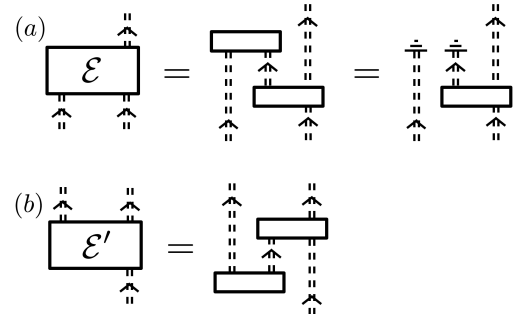 (a) ℰ = =
(b) ℰ′ =